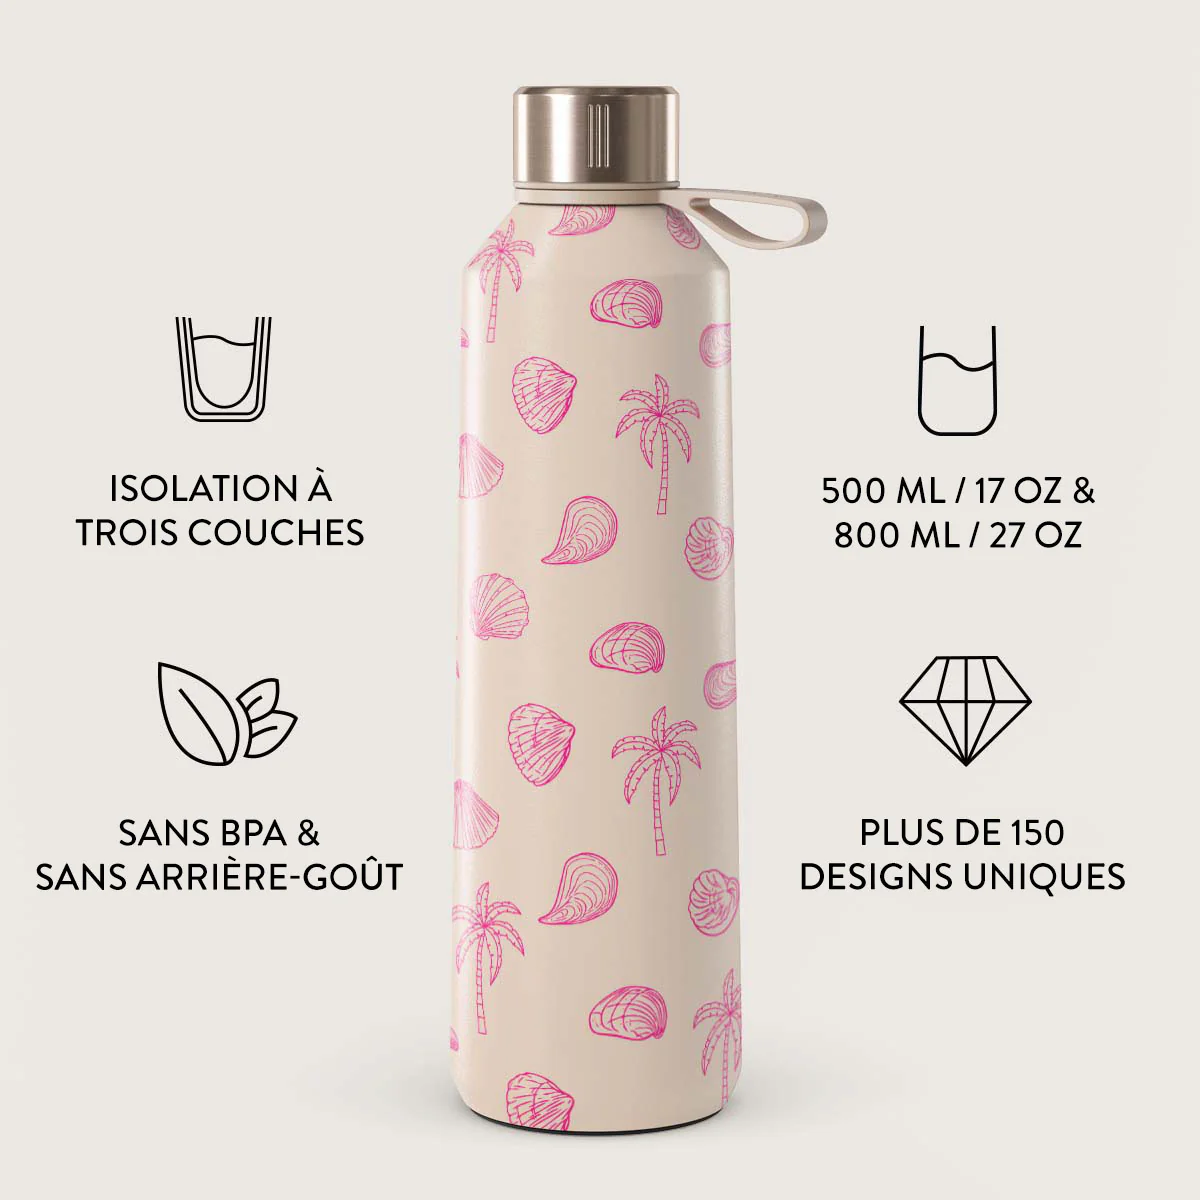 ISOLATION À
TROIS COUCHES
500 ML / 17 OZ &
800 ML / 27 OZ
SANS BPA &
SANS ARRIÈRE-GOÛT
PLUS DE 150
DESIGNS UNIQUES